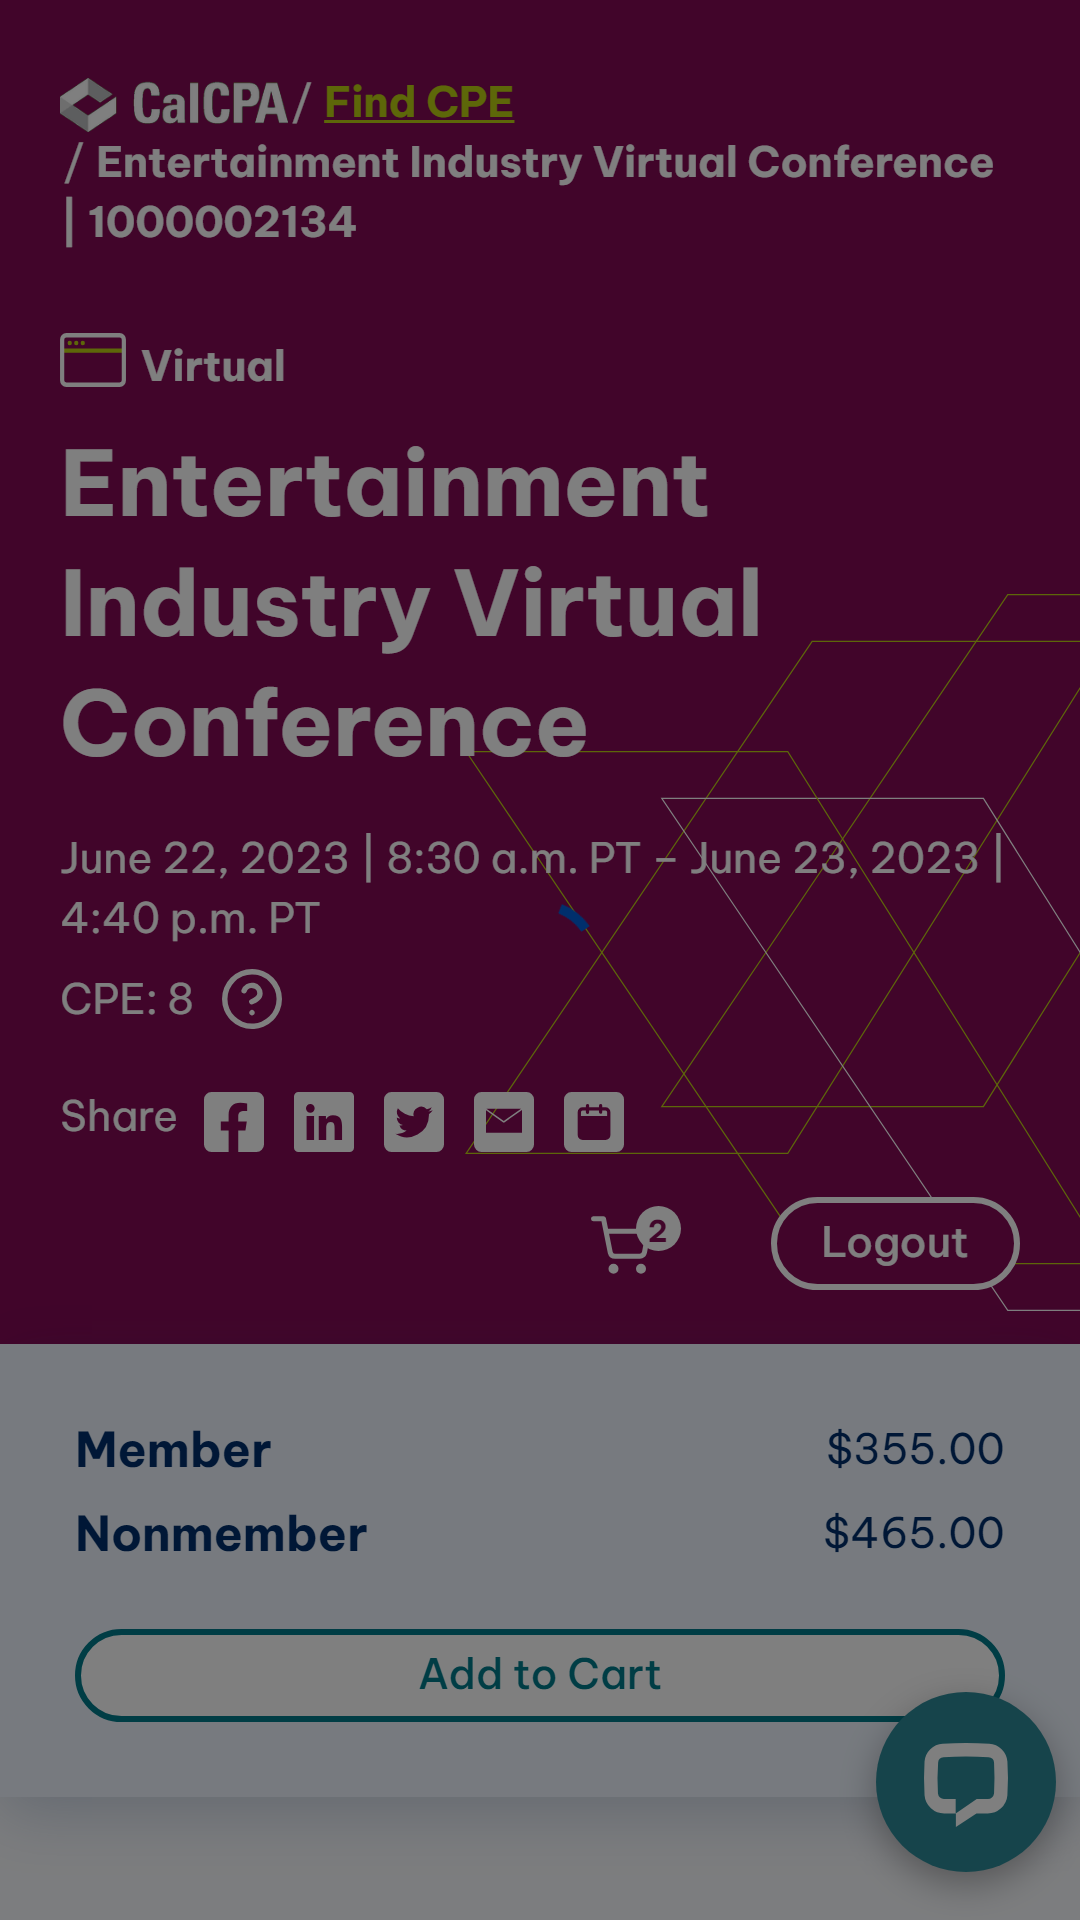 CalCPA / Find CPE
/ Entertainment Industry Virtual Conference
| 1000002134
Virtual
Entertainment
Industry Virtual
Conference
June 22, 2023 | 8:30 a.m. PT – June 23, 2023 |
4:40 p.m. PT
CPE: 8 ?
Share
2 Logout
Member $355.00
Nonmember $465.00
Add to Cart